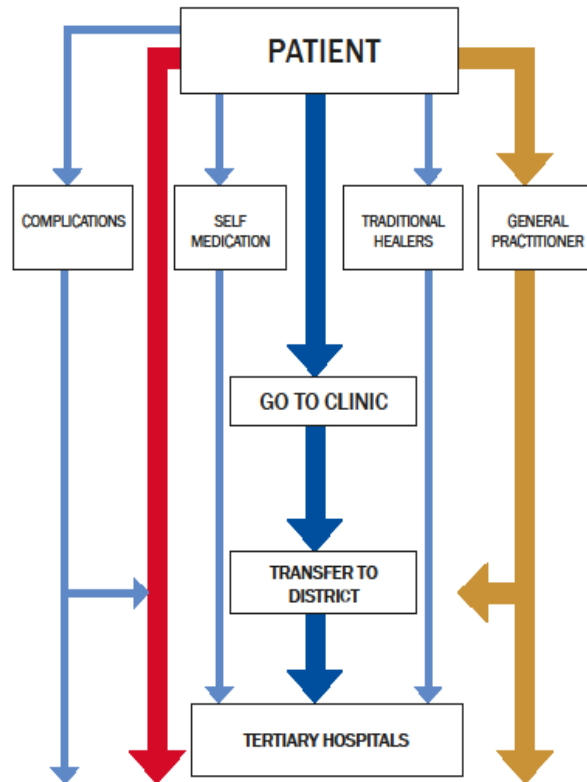 PATIENT
COMPLICATIONS
SELF
MEDICATION
TRADITIONAL
HEALERS
GENERAL
PRACTITIONER
GO TO CLINIC
TRANSFER TO
DISTRICT
TERTIARY HOSPITALS